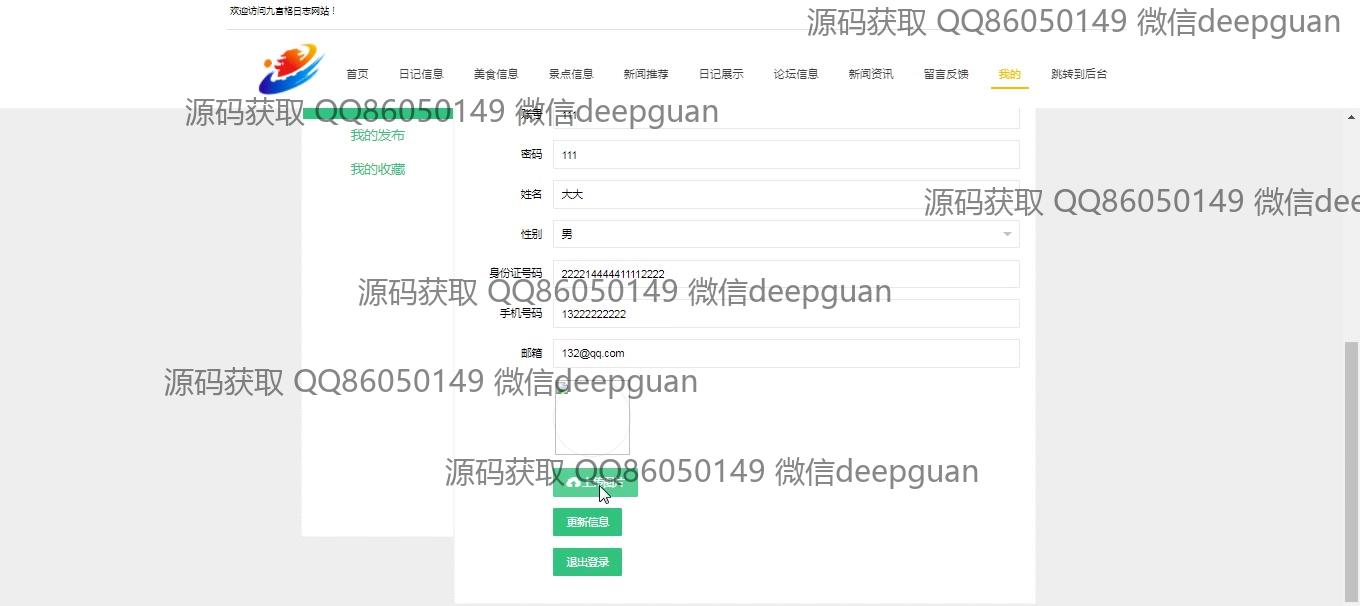 欢迎访问九宫格日志网站！
源码获取 QQ86050149 微信deepguan
首页 日记信息 美食信息 景点信息 新闻推荐 日记展示 论坛信息 新闻资讯 留言反馈 我的 跳转到后台
源码获取 QQ86050149 微信deepguan
账号 111
我的发布
密码 111
我的收藏
姓名 大大
源码获取 QQ86050149 微信dee
性别 男
身份证号码 222214444411112222
源码获取 QQ86050149 微信deepguan
手机号码 13222222222
邮箱 132@qq.com
源码获取 QQ86050149 微信deepguan
源码获取 QQ86050149 微信deepguan
上传图片
更新信息
退出登录